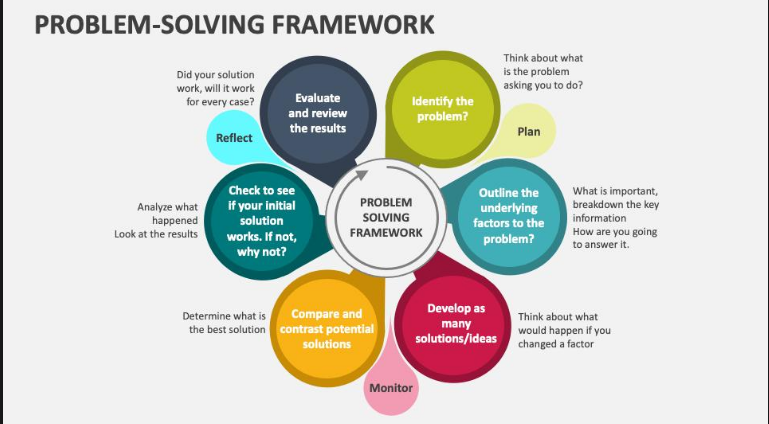 PROBLEM-SOLVING FRAMEWORK
Think about what
is the problem
asking you to do?
Identify the
problem?
Plan
Outline the
underlying
factors to the
problem?
What is important,
breakdown the key
information
How are you going
to answer it.
Develop as
many
solutions/ideas
Think about what
would happen if you
changed a factor
Monitor
Compare and
contrast potential
solutions
Determine what is
the best solution
Check to see
if your initial
solution
works. If not,
why not?
Analyze what
happened
Look at the results
Reflect
Evaluate
and review
the results
Did your solution
work, will it work
for every case?
PROBLEM
SOLVING
FRAMEWORK